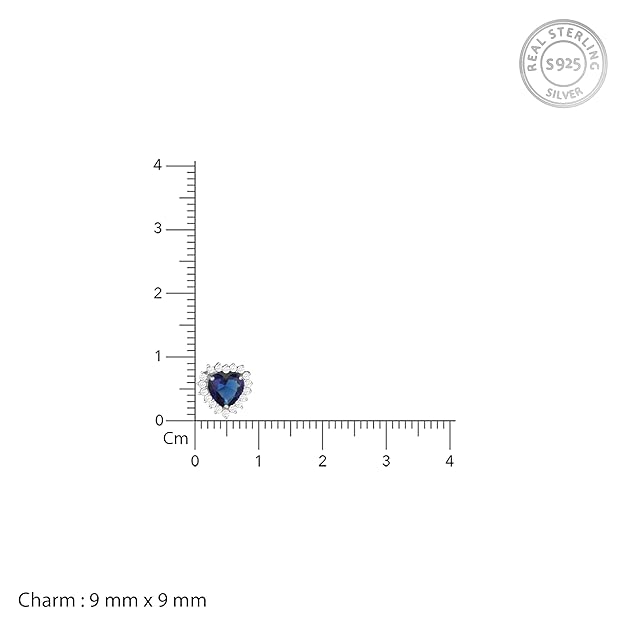 REAL STERLING
S925
SILVER
4
3
2
1
0
Cm
0 1 2 3 4
Charm : 9 mm x 9 mm